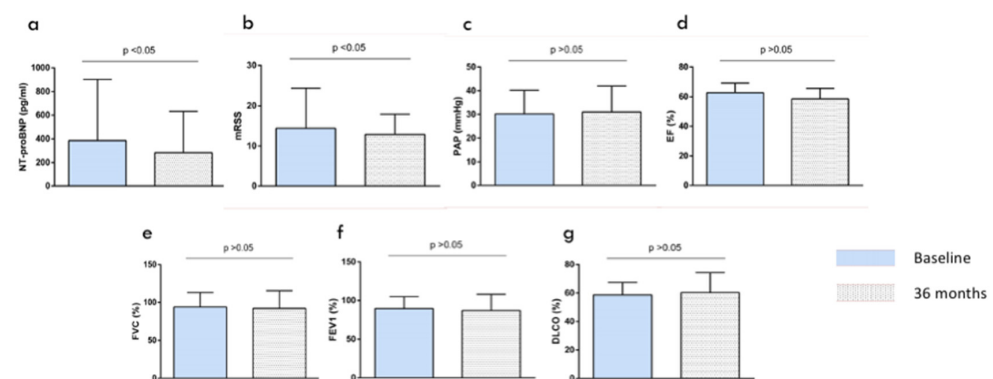 a
p <0.05
NT-proBNP (pg/ml)
1000
800
600
400
200
0
b
p <0.05
mRSS
30
20
10
0
c
p >0.05
PAP (mmHg)
50
40
30
20
10
0
d
p >0.05
EF (%)
80
60
40
20
0
e
p >0.05
FVC (%)
150
100
50
0
f
p >0.05
FEV1 (%)
150
100
50
0
g
p >0.05
DLCO (%)
80
60
40
20
0
Baseline
36 months